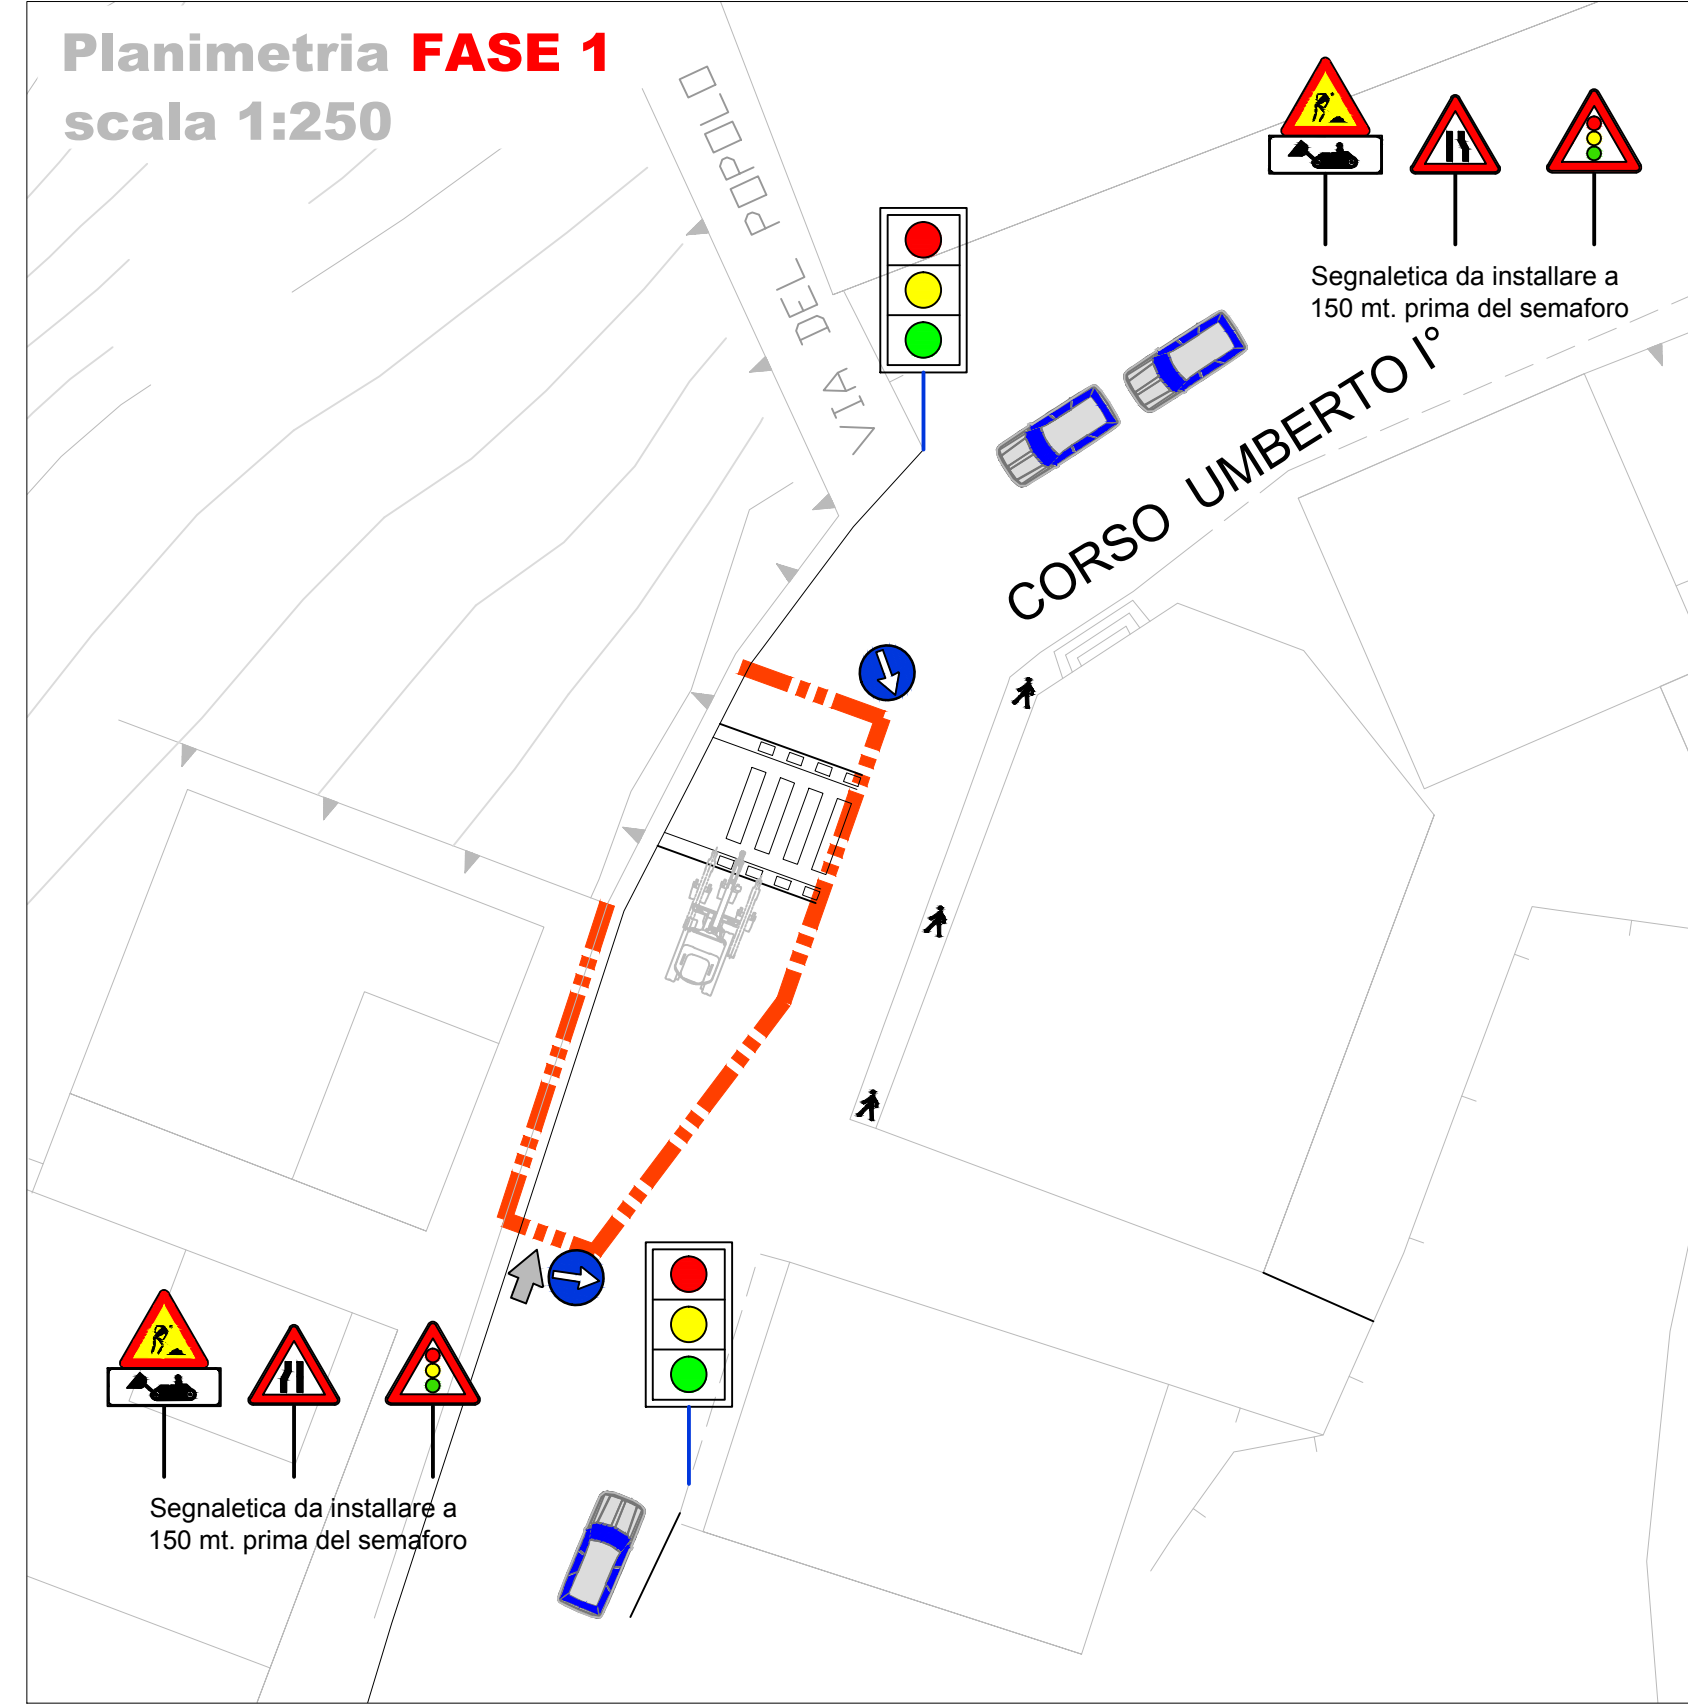 Planimetria FASE 1
scala 1:250
VIA DEL POPOLO
Segnaletica da installare a
150 mt. prima del semaforo
CORSO UMBERTO I°
Segnaletica da installare a
150 mt. prima del semaforo